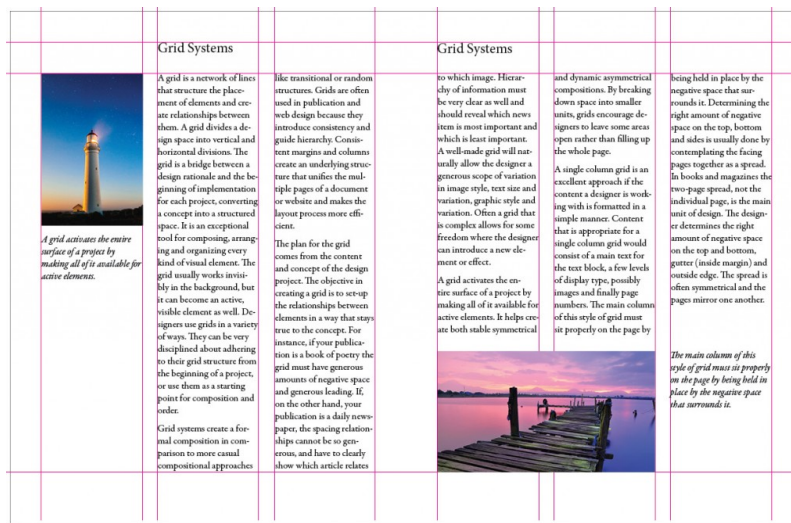 Grid Systems
A grid activates the entire
surface of a project by
making all of it available for
active elements.
A grid is a network of lines
that structure the place-
ment of elements and cre-
ate relationships between
them. A grid divides a de-
sign space into vertical and
horizontal divisions. The
grid is a bridge between a
design rationale and the be-
ginning of implementation
for each project, converting
a concept into a structured
space. It is an exceptional
tool for composing, arrang-
ing and organizing every
kind of visual element. The
grid usually works invisi-
bly in the background, but
it can become an active,
visible element as well. De-
signers use grids in a variety
of ways. They can be very
disciplined about adhering
to their grid structure from
the beginning of a project,
or use them as a starting
point for composition and
order.
Grid systems create a for-
mal composition in com-
parison to more casual
compositional approaches
like transitional or random
structures. Grids are often
used in publication and
web design because they
introduce consistency and
guide hierarchy. Consis-
tent margins and columns
create an underlying struc-
ture that unifies the mul-
tiple pages of a document
or website and makes the
layout process more effi-
cient.
The plan for the grid
comes from the content
and concept of the design
project. The objective in
creating a grid is to set-up
the relationships between
elements in a way that stays
true to the concept. For
instance, if your publica-
tion is a book of poetry the
grid must have generous
amounts of negative space
and generous leading. If,
on the other hand, your
publication is a daily news-
paper, the spacing relation-
ships cannot be so gen-
erous, and have to clearly
show which article relates
Grid Systems
to which image. Hierar-
chy of information must
be very clear as well and
should reveal which news
item is most important and
which is least important.
A well-made grid will nat-
urally allow the designer a
generous scope of variation
in image style, text size and
variation, graphic style and
variation. Often a grid that
is complex allows for some
freedom where the designer
can introduce a new ele-
ment or effect.
A grid activates the en-
tire surface of a project by
making all of it available for
active elements. It helps cre-
ate both stable symmetrical
and dynamic asymmetrical
compositions. By breaking
down space into smaller
units, grids encourage de-
signers to leave some areas
open rather than filling up
the whole page.
A single column grid is an
excellent approach if the
content a designer is work-
ing with is formatted in a
simple manner. Content
that is appropriate for a
single column grid would
consist of a main text for
the text block, a few levels
of display type, possibly
images and finally page
numbers. The main column
of this style of grid must
sit properly on the page by
being held in place by the
negative space that sur-
rounds it. Determining the
right amount of negative
space on the top, bottom
and sides is usually done by
contemplating the facing
pages together as a spread.
In books and magazines the
two-page spread, not the
individual page, is the main
unit of design. The design-
er determines the right
amount of negative space
on the top and bottom,
gutter (inside margin) and
outside edge. The spread is
often symmetrical and the
pages mirror one another.
The main column of this
style of grid must sit properly
on the page by being held in
place by the negative space
that surrounds it.